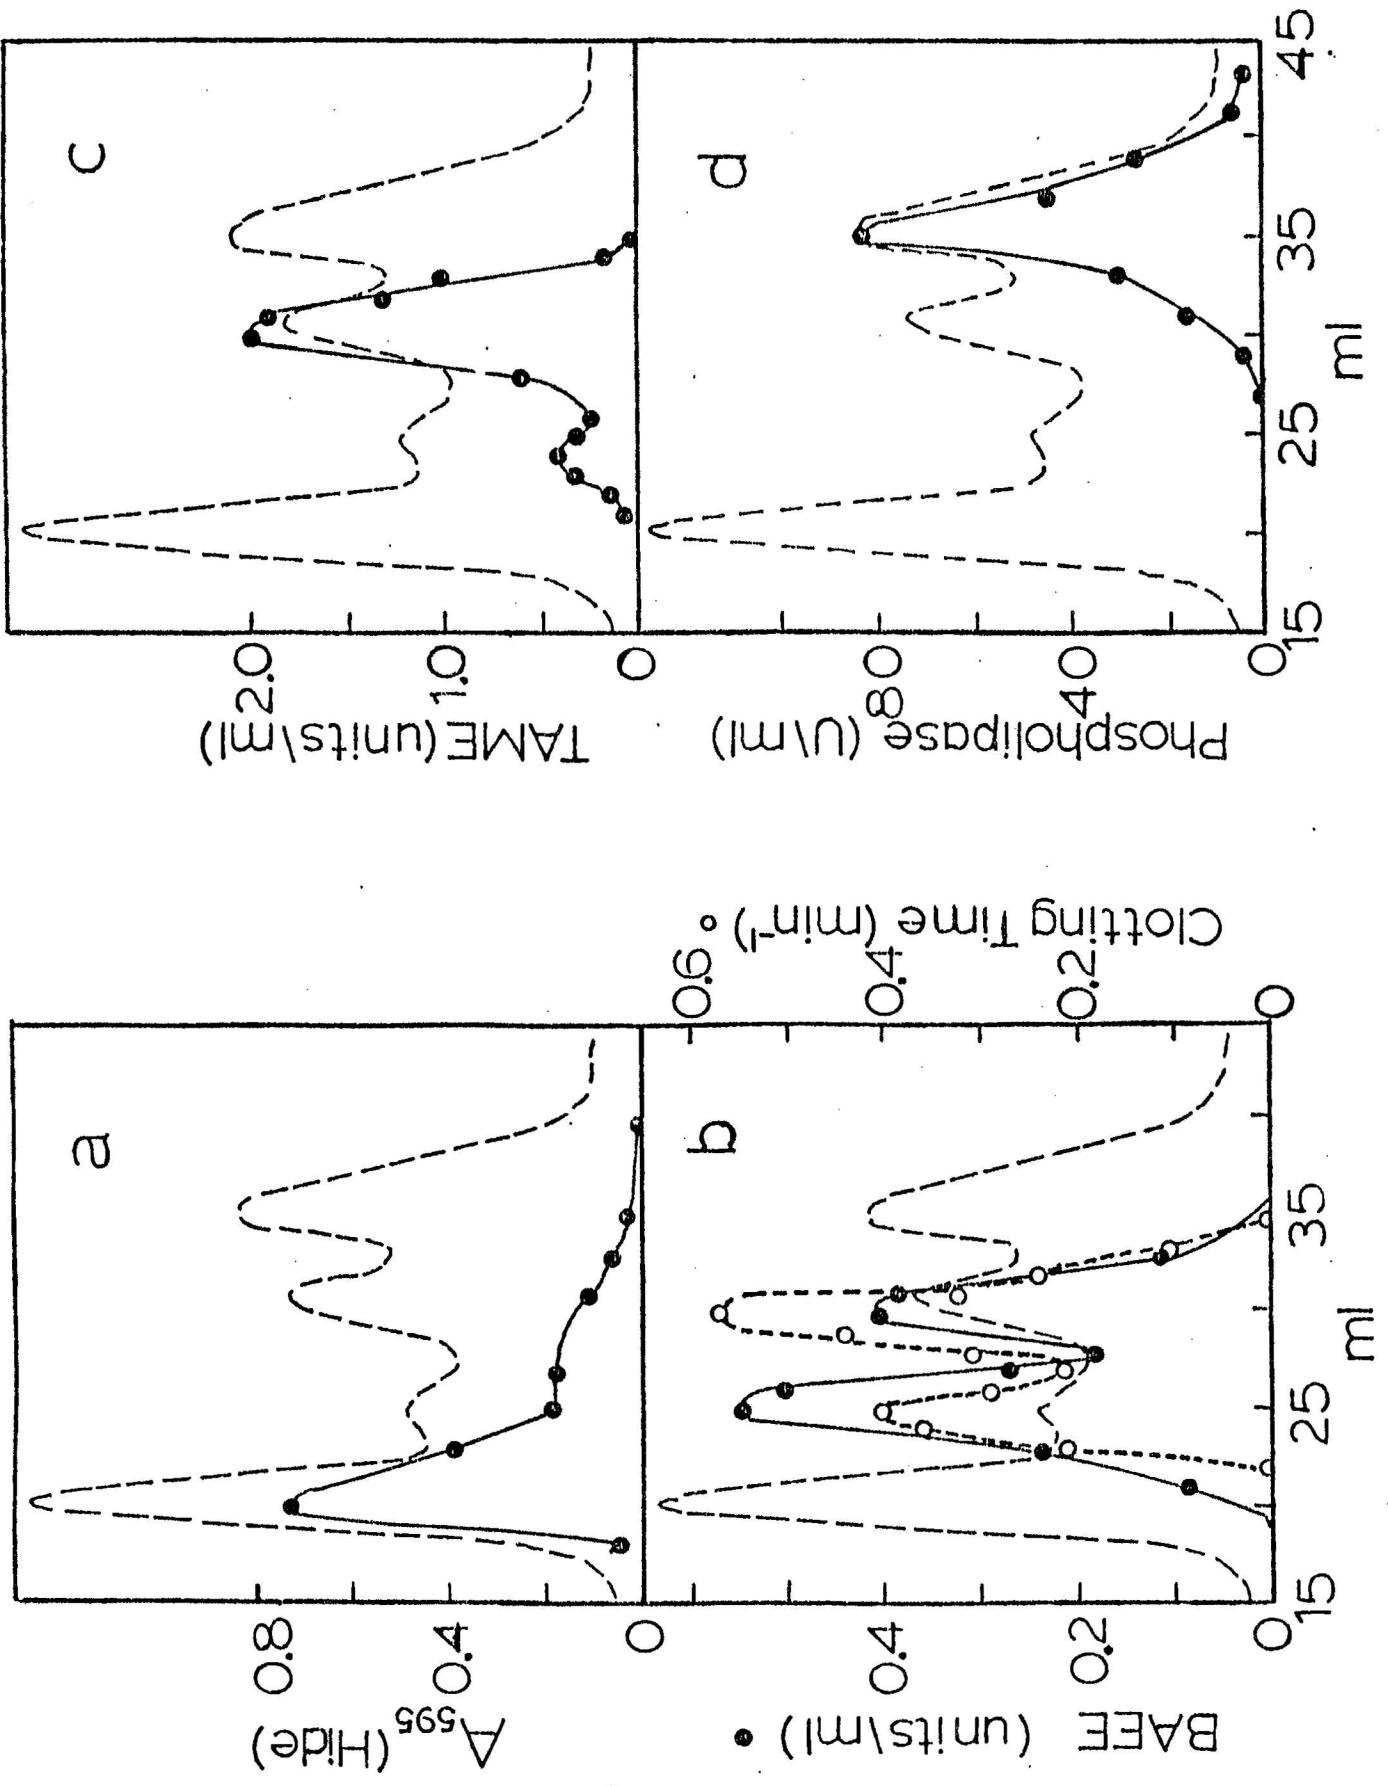 a
A595 (Hide)
0.8
0.4
0
b
BAEE (units\ml) ●
0.4
0.2
0
15
25
35
ml
0.6
0.4
0.2
0
Clotting Time (min-1) ○
c
TAME (units\ml)
2.0
1.0
0
d
Phospholipase (U\ml)
80
40
0
15
25
35
45
ml